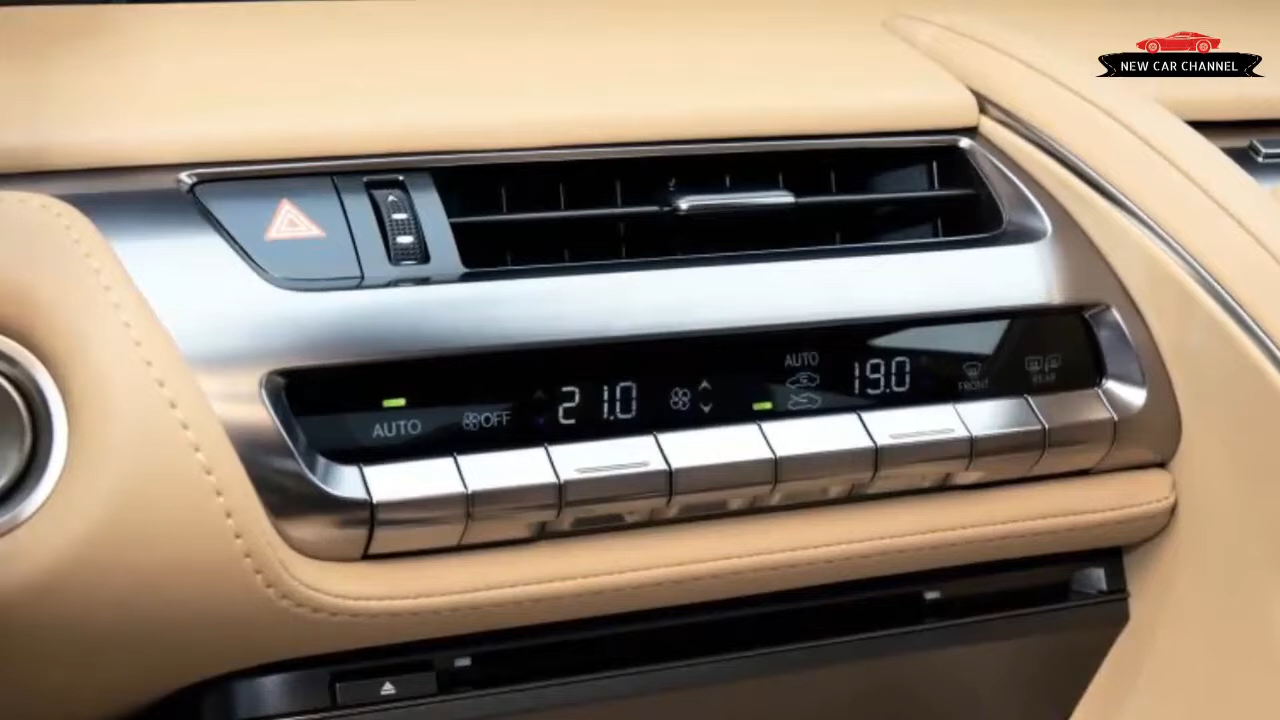 NEW CAR CHANNEL
AUTO
OFF
21.0
AUTO
19.0
FRONT
REAR